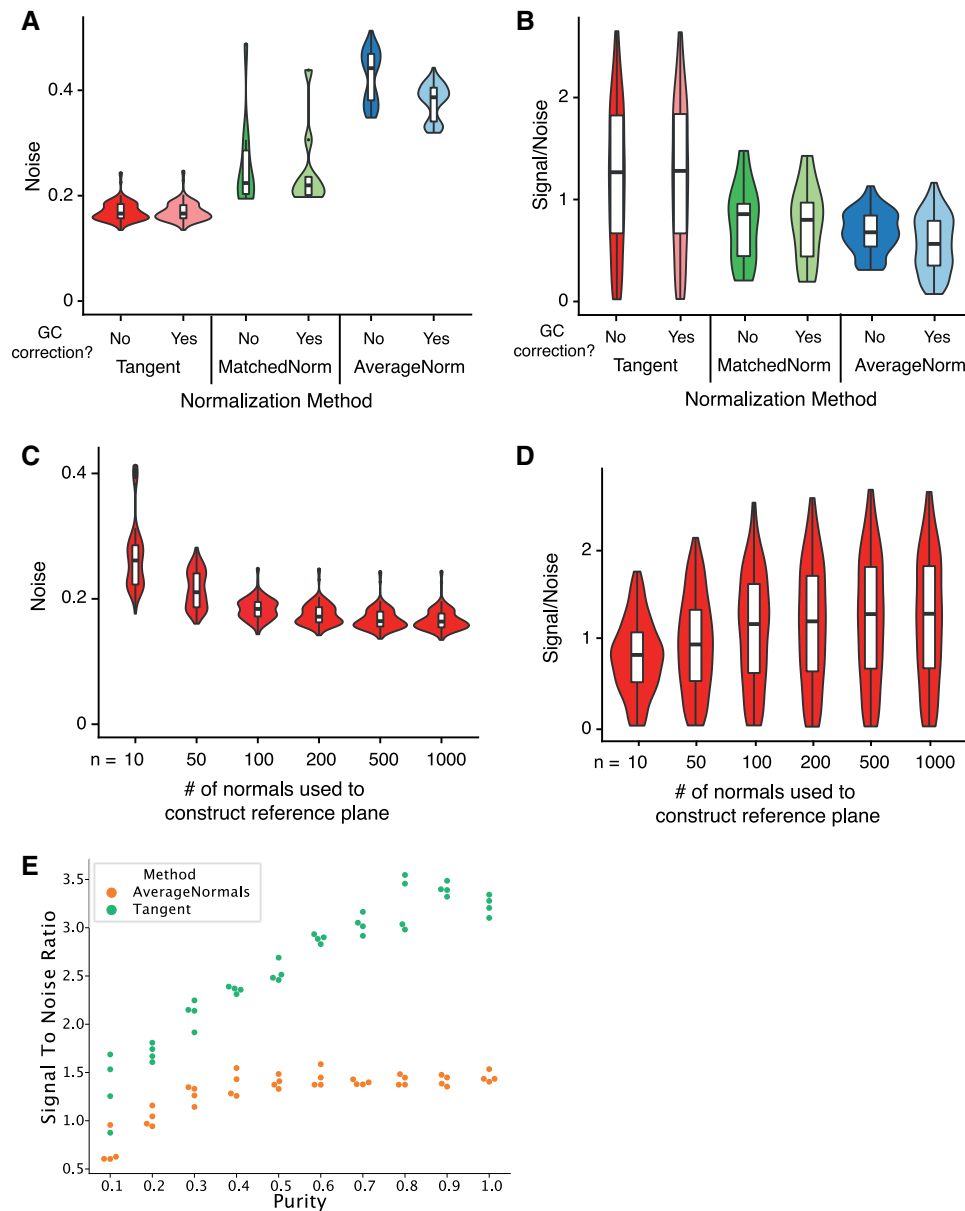 A
Noise
0.4
0.2
0
GC
correction?
No Yes No Yes No Yes
Tangent MatchedNorm AverageNorm
Normalization Method
B
Signal/Noise
2
1
0
GC
correction?
No Yes No Yes No Yes
Tangent MatchedNorm AverageNorm
Normalization Method
C
Noise
0.4
0.2
0
n = 10 50 100 200 500 1000
# of normals used to
construct reference plane
D
Signal/Noise
2
1
0
n = 10 50 100 200 500 1000
# of normals used to
construct reference plane
E
Method
AverageNormals
Tangent
Signal To Noise Ratio
3.5
3.0
2.5
2.0
1.5
1.0
0.5
0.1 0.2 0.3 0.4 0.5 0.6 0.7 0.8 0.9 1.0
Purity